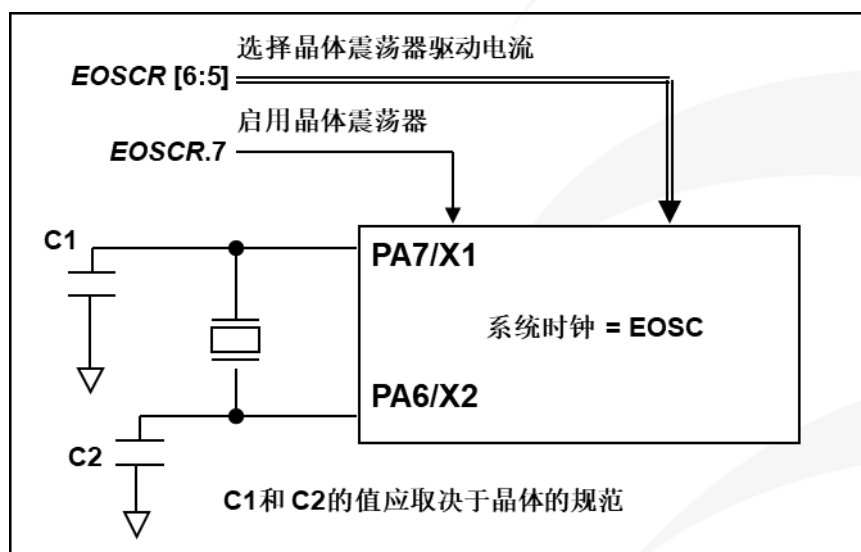 选择晶体震荡器驱动电流
EOSCR [6:5]
启用晶体震荡器
EOSCR.7
C1
PA7/X1
系统时钟 = EOSC
PA6/X2
C2
C1和 C2的值应取决于晶体的规范